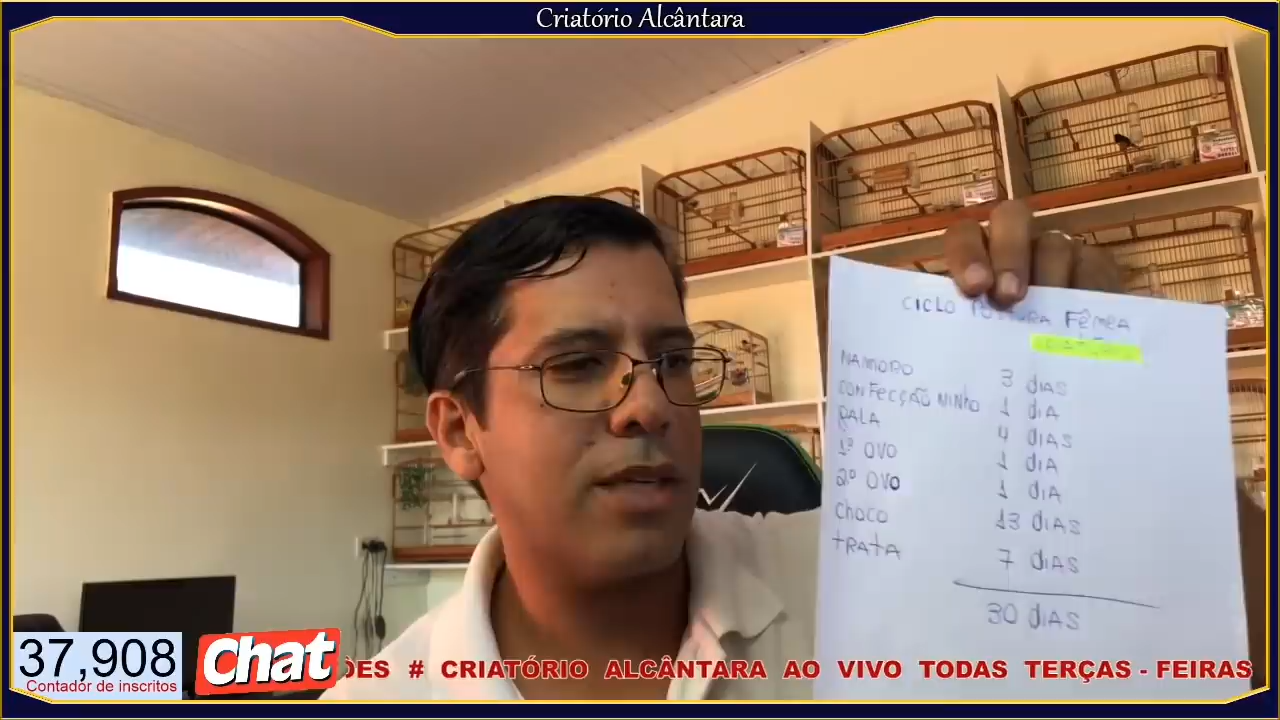 Criatório Alcântara
CICLO POSTURA FÊMEA
NAMORO 3 DIAS
CONFECÇÃO NINHO 1 DIA
GALA 4 DIAS
1º OVO 1 DIA
2º OVO 1 DIA
CHOCO 13 DIAS
TRATA 7 DIAS
30 DIAS
37,908
Contador de inscritos
Chat
ÕES # CRIATÓRIO ALCÂNTARA AO VIVO TODAS TERÇAS - FEIRAS